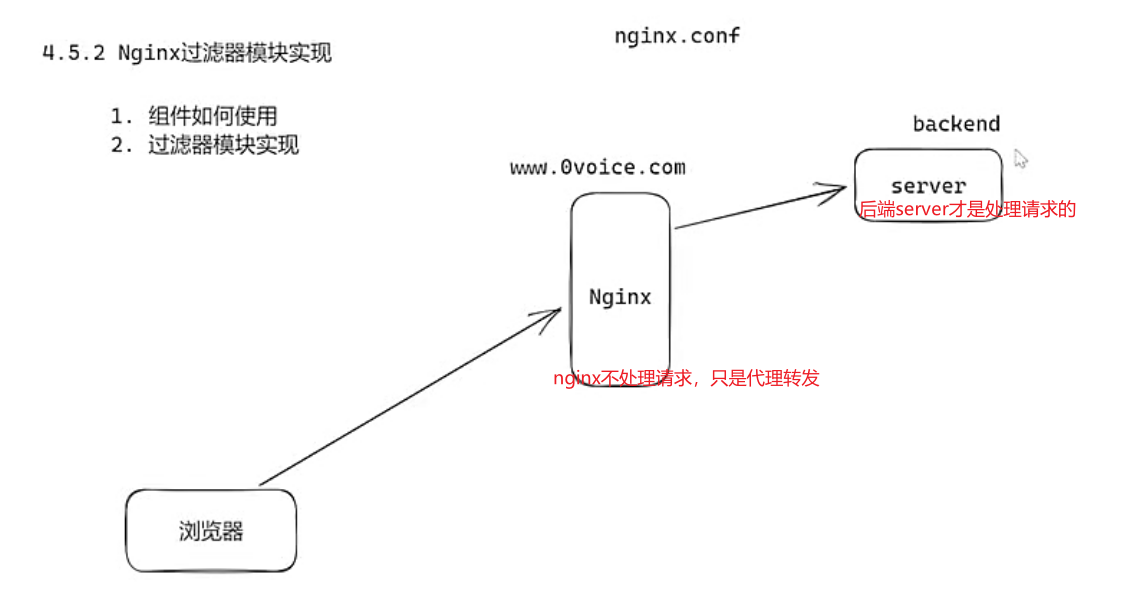 nginx.conf
4.5.2 Nginx过滤器模块实现
1. 组件如何使用
2. 过滤器模块实现
backend
www.0voice.com
server
后端server才是处理请求的
Nginx
nginx不处理请求，只是代理转发
浏览器